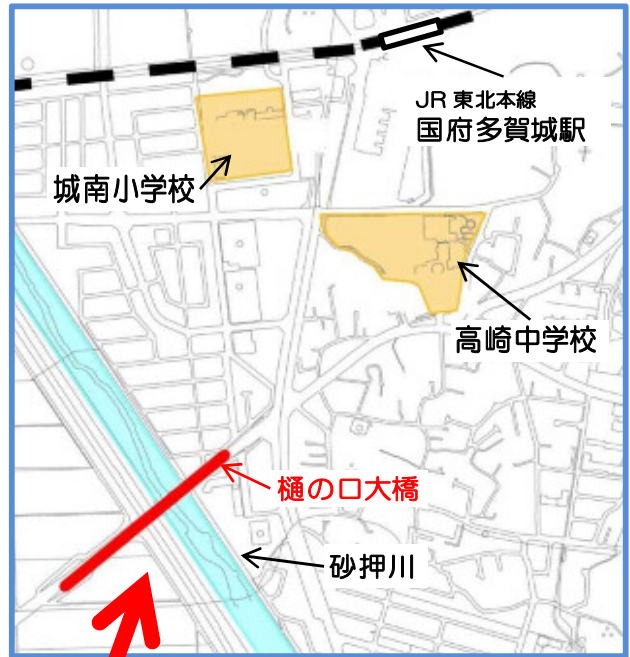 JR 東北本線
国府多賀城駅
城南小学校
高崎中学校
樋の口大橋
砂押川